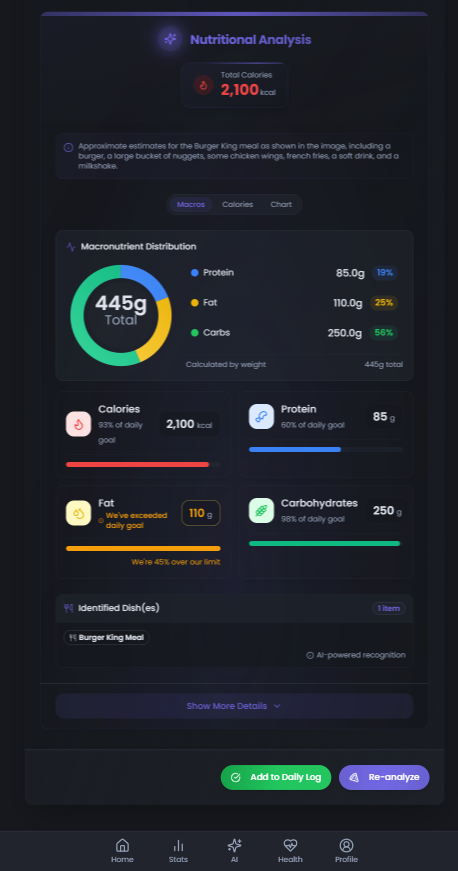 Nutritional Analysis
Total Calories
2,100 kcal
Approximate estimates for the Burger King meal as shown in the image, including a
burger, a large bucket of nuggets, some chicken wings, french fries, a soft drink, and a
milkshake.
Macros Calories Chart
Macronutrient Distribution
445g
Total
Protein 85.0g 19%
Fat 110.0g 25%
Carbs 250.0g 56%
Calculated by weight 445g total
Calories
93% of daily
goal
2,100 kcal
Protein
60% of daily goal
85 g
Fat
We've exceeded
daily goal
110 g
We're 45% over our limit
Carbohydrates
98% of daily goal
250 g
Identified Dish(es) 1 item
Burger King Meal
AI-powered recognition
Show More Details
Add to Daily Log Re-analyze
Home Stats AI Health Profile